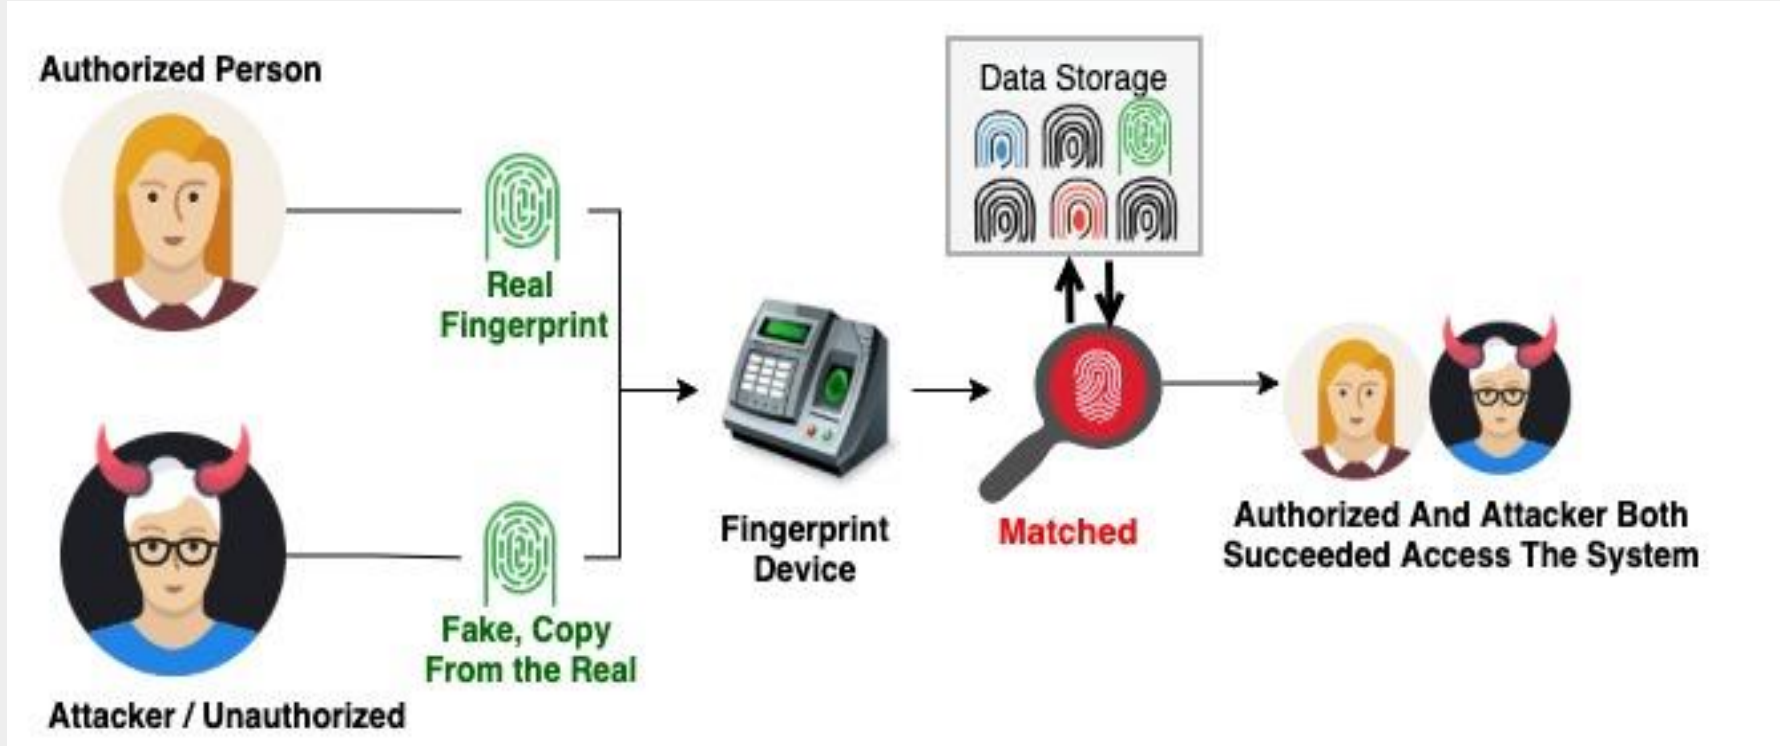 Authorized Person
Data Storage
Real
Fingerprint
Fingerprint
Device
Matched
Authorized And Attacker Both
Succeeded Access The System
Fake, Copy
From the Real
Attacker / Unauthorized